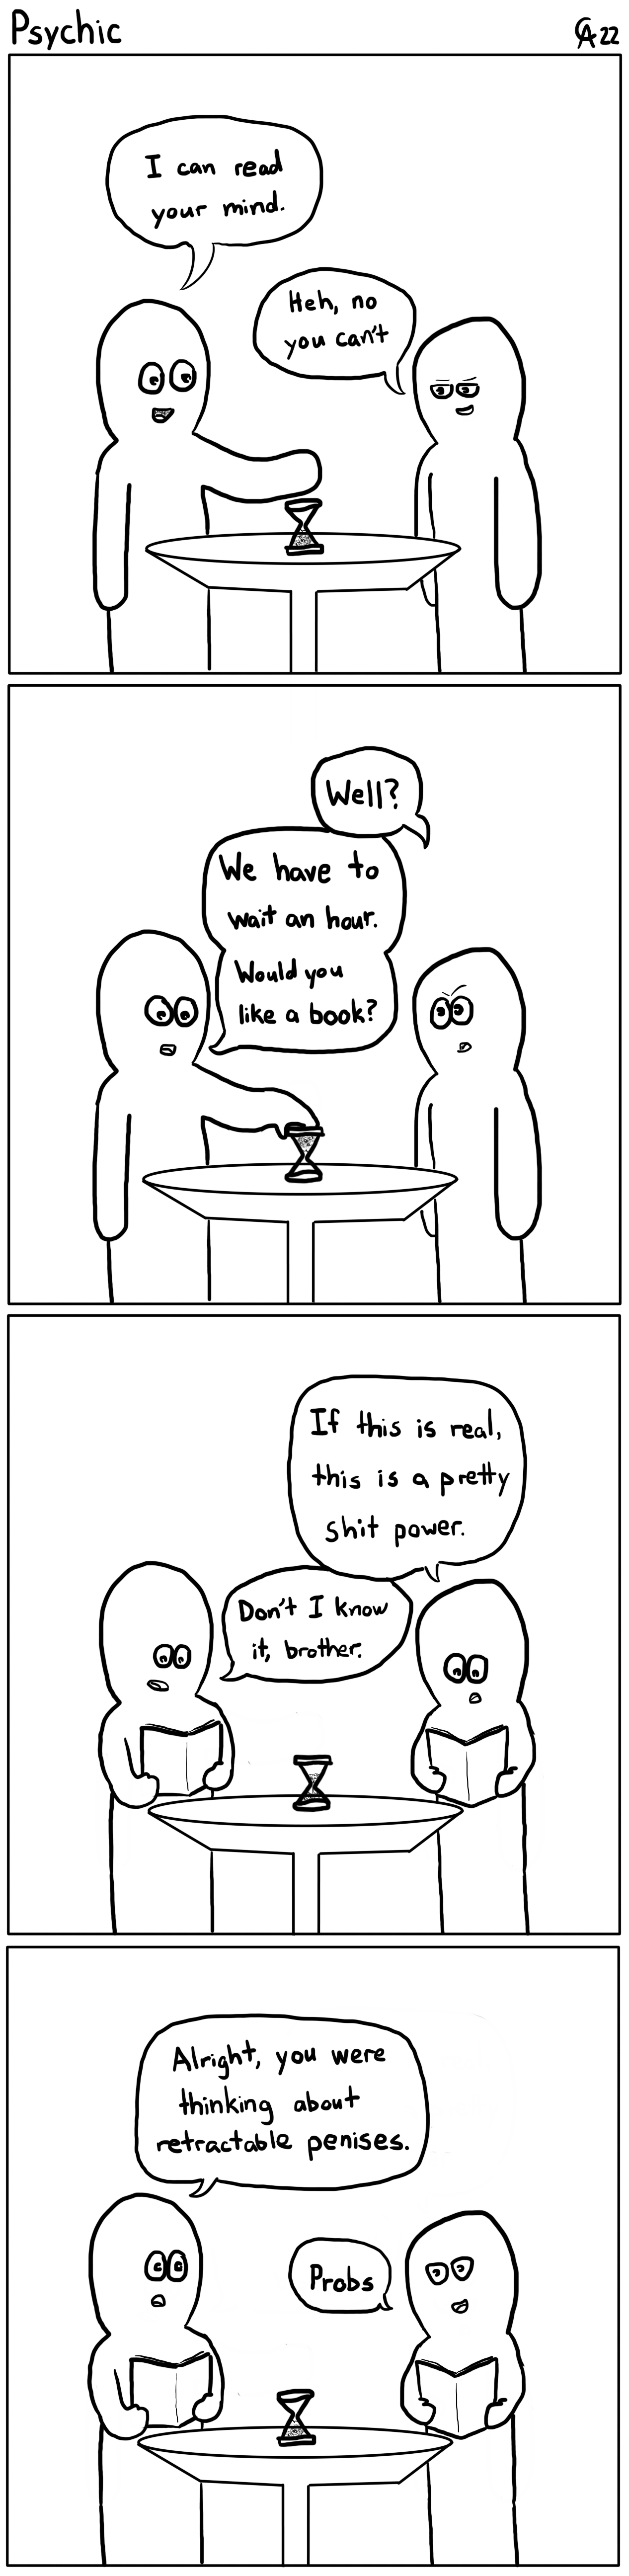 Psychic
CA 22
I can read
your mind.
Heh, no
you can't
Well?
We have to
wait an hour.
Would you
like a book?
If this is real,
this is a pretty
shit power.
Don't I know
it, brother.
Alright, you were
thinking about
retractable penises.
Probs